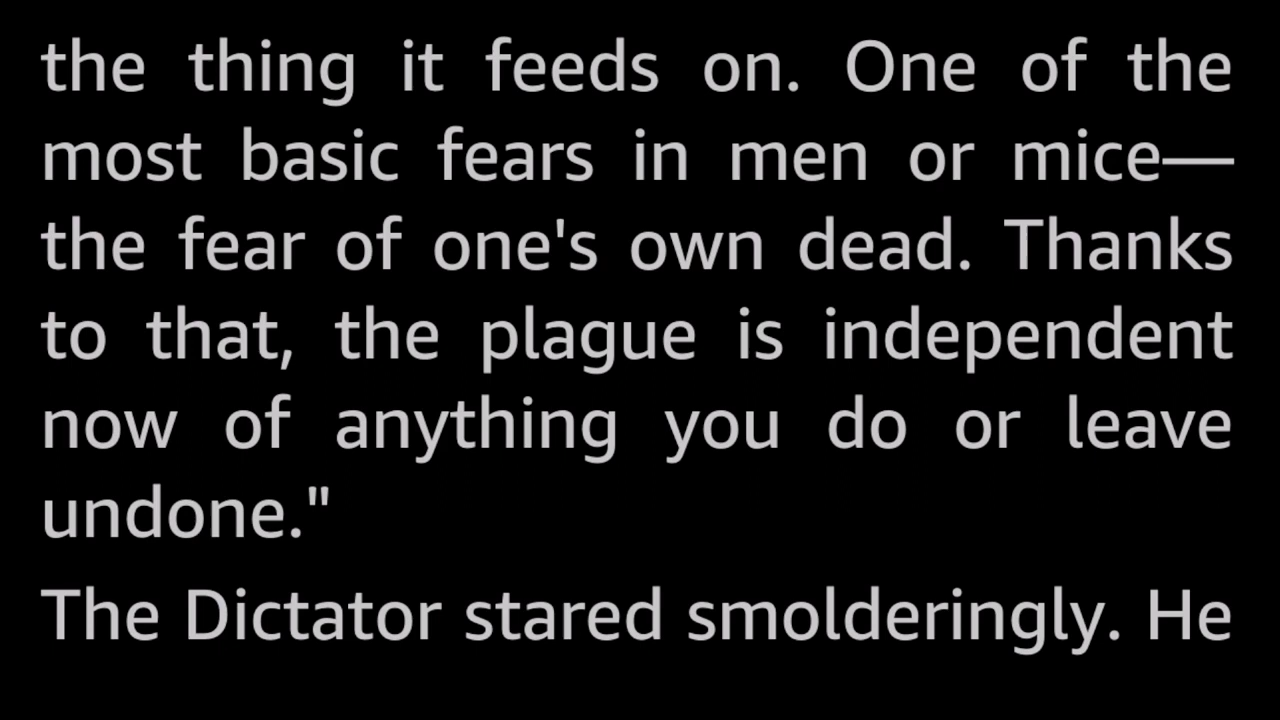 the thing it feeds on. One of the
most basic fears in men or mice—
the fear of one's own dead. Thanks
to that, the plague is independent
now of anything you do or leave
undone."
The Dictator stared smolderingly. He